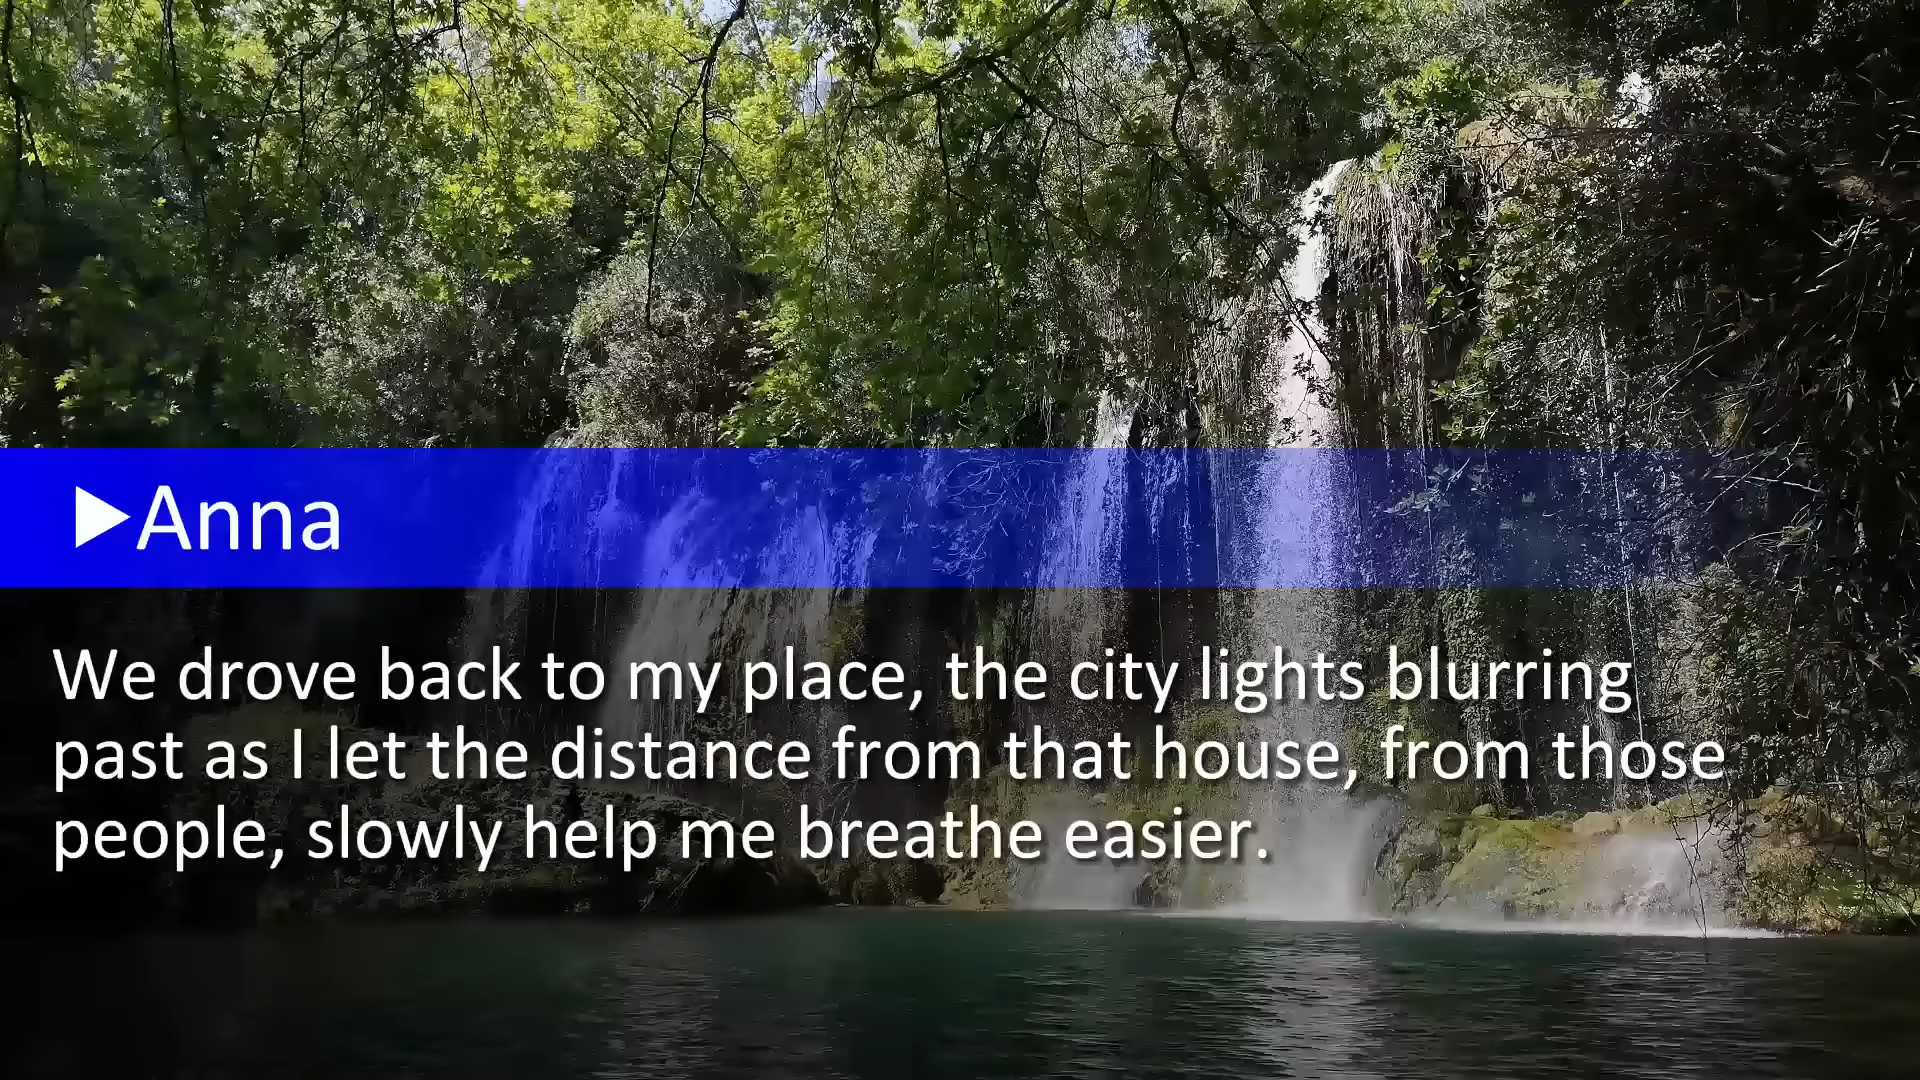 ▶Anna
We drove back to my place, the city lights blurring
past as I let the distance from that house, from those
people, slowly help me breathe easier.